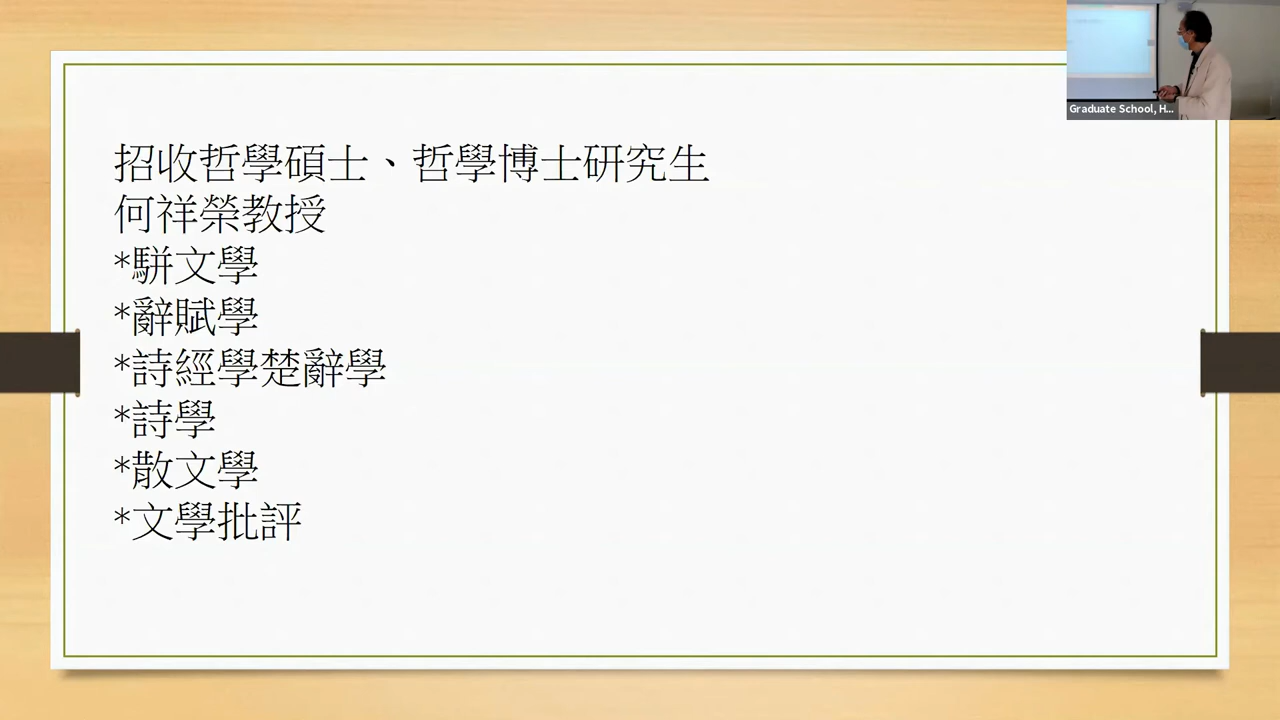 招收哲學碩士、哲學博士研究生
何祥榮教授
*駢文學
*辭賦學
*詩經學楚辭學
*詩學
*散文學
*文學批評
Graduate School, H...